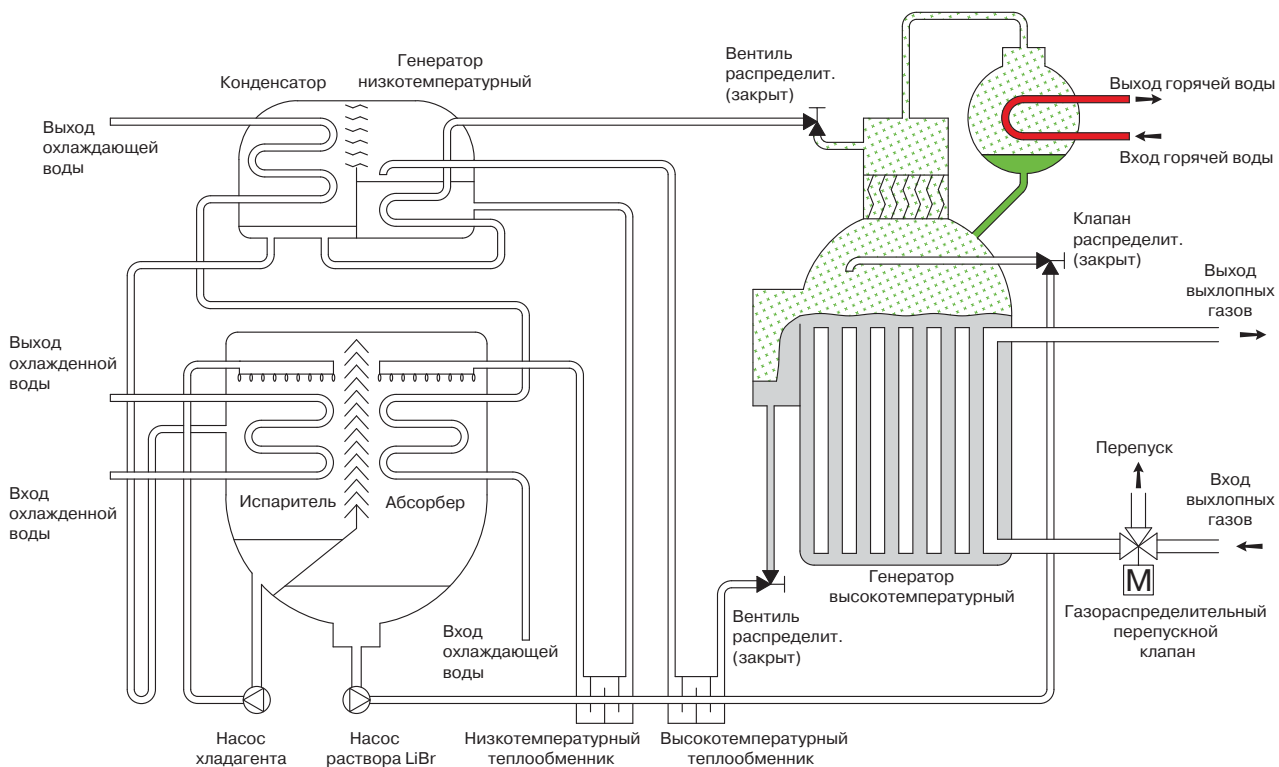 Конденсатор
Генератор
низкотемпературный
Вентиль
распределит.
(закрыт)
Выход горячей воды
Вход горячей воды
Выход
охлаждающей
воды
Клапан
распределит.
(закрыт)
Выход
выхлопных
газов
Выход
охлажденной
воды
Перепуск
Вход
охлажденной
воды
Испаритель
Абсорбер
Вход
выхлопных
газов
Генератор
высокотемпературный
M
Вентиль
распределит.
(закрыт)
Газораспределительный
перепускной
клапан
Вход
охлаждающей
воды
Насос
хладагента
Насос
раствора LiBr
Низкотемпературный
теплообменник
Высокотемпературный
теплообменник